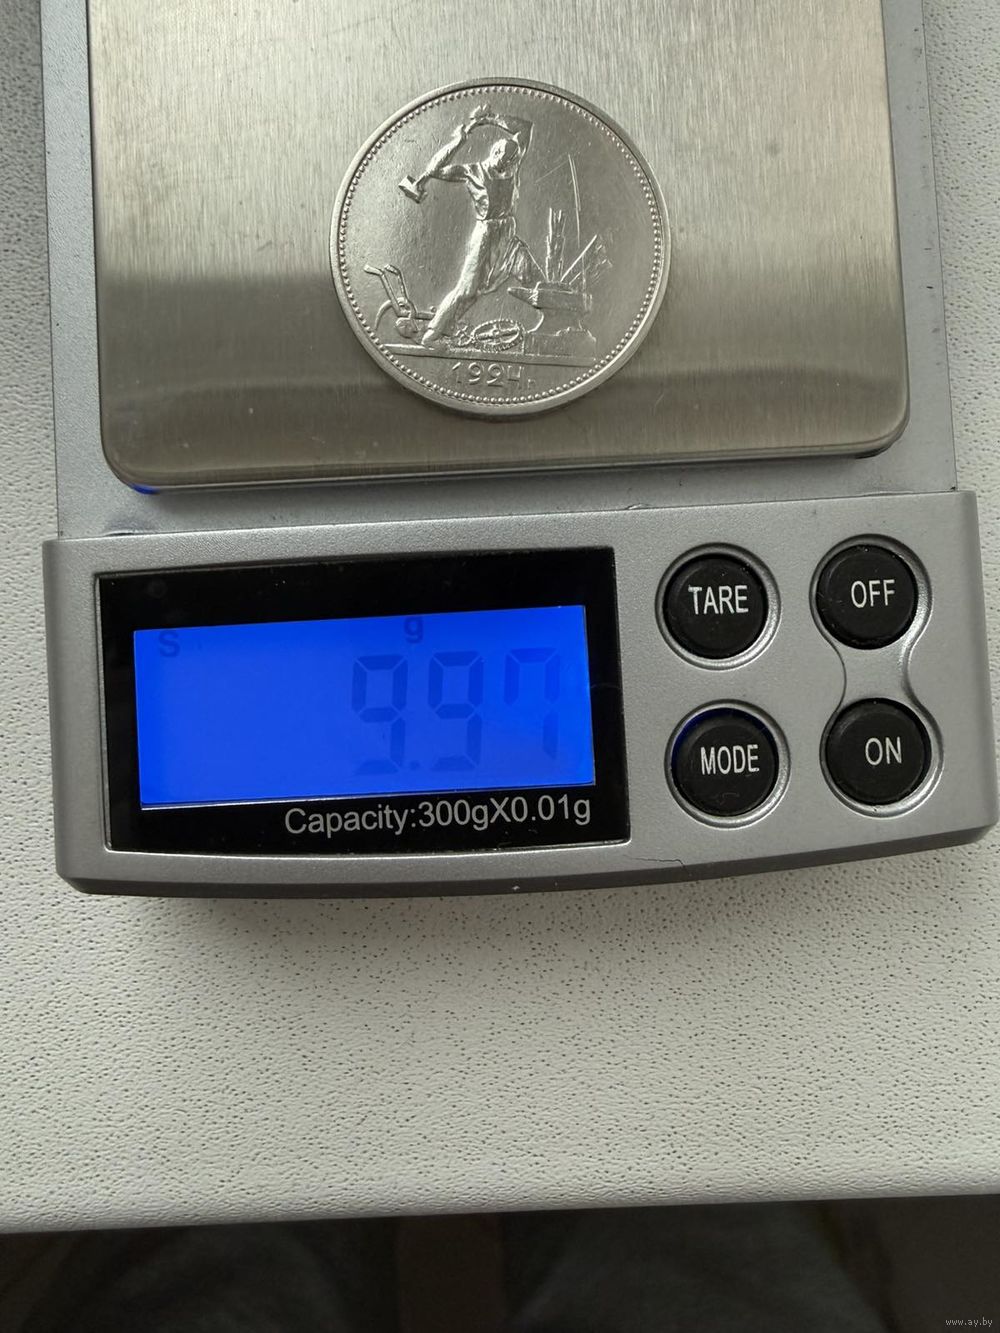 1924
S g
9.97
Capacity:300gX0.01g
TARE OFF
MODE ON
www.ay.by